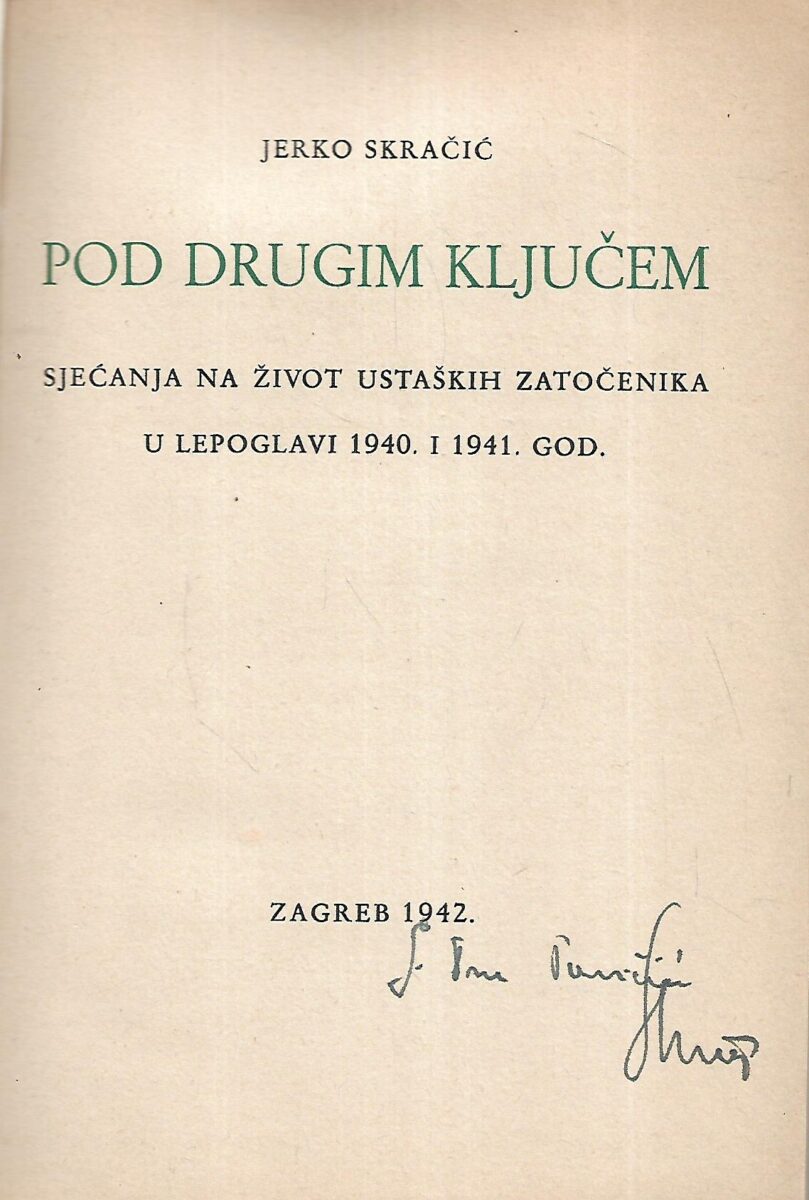 JERKO SKRAČIĆ
POD DRUGIM KLJUČEM
SJEĆANJA NA ŽIVOT USTAŠKIH ZATOČENIKA
U LEPOGLAVI 1940. I 1941. GOD.
ZAGREB 1942.